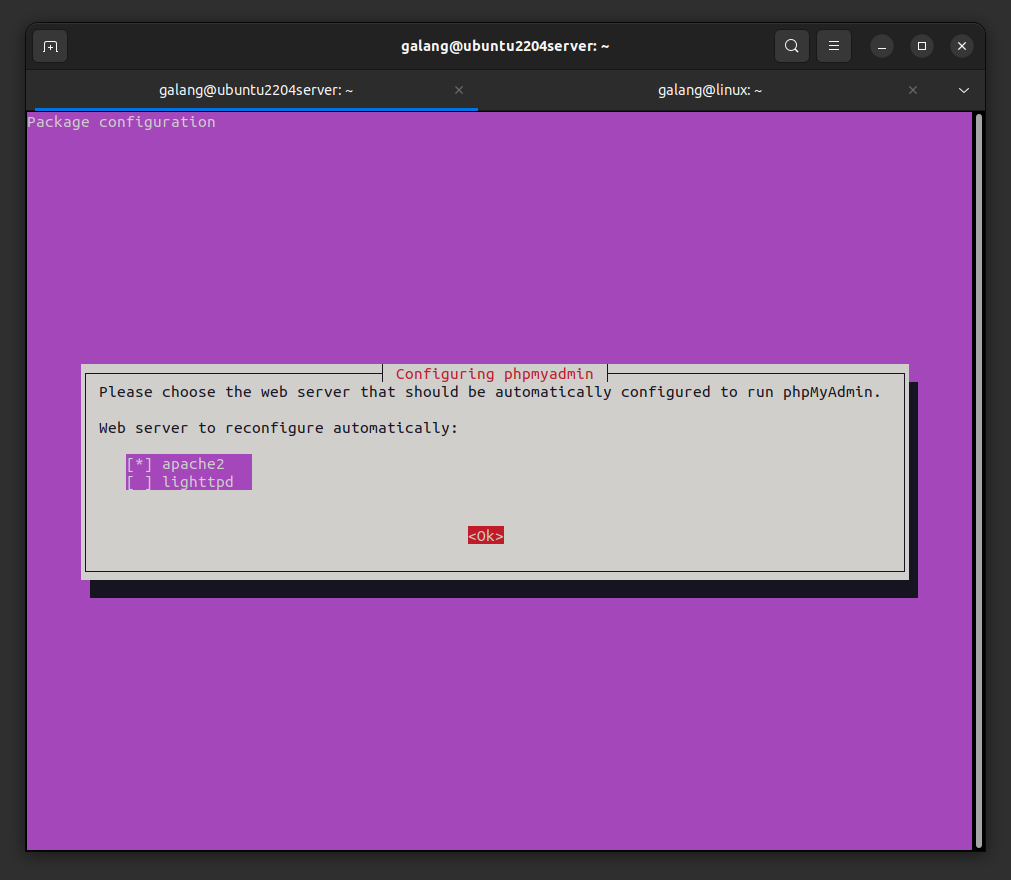 galang@ubuntu2204server: ~
galang@ubuntu2204server: ~
galang@linux: ~
Package configuration
Configuring phpmyadmin
Please choose the web server that should be automatically configured to run phpMyAdmin.
Web server to reconfigure automatically:
[*] apache2
[ ] lighttpd
<Ok>